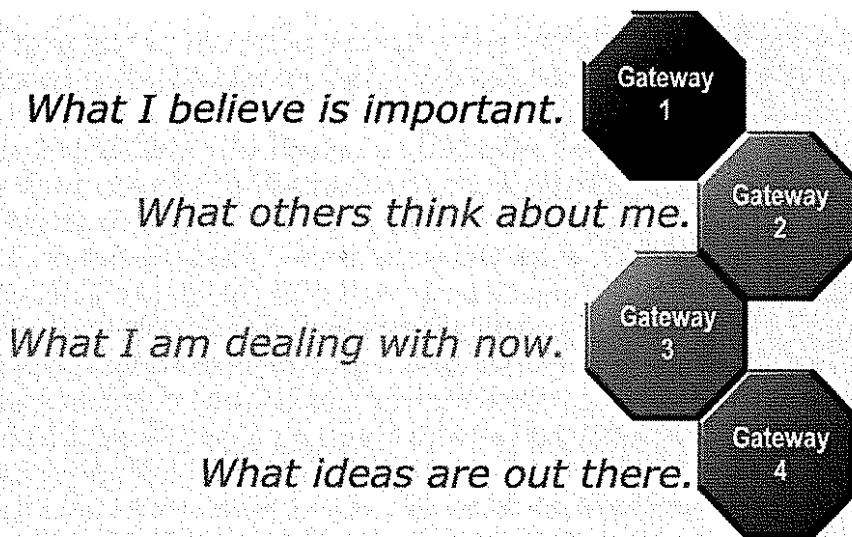 Gateway
1
What I believe is important.
Gateway
2
What others think about me.
Gateway
3
What I am dealing with now.
Gateway
4
What ideas are out there.